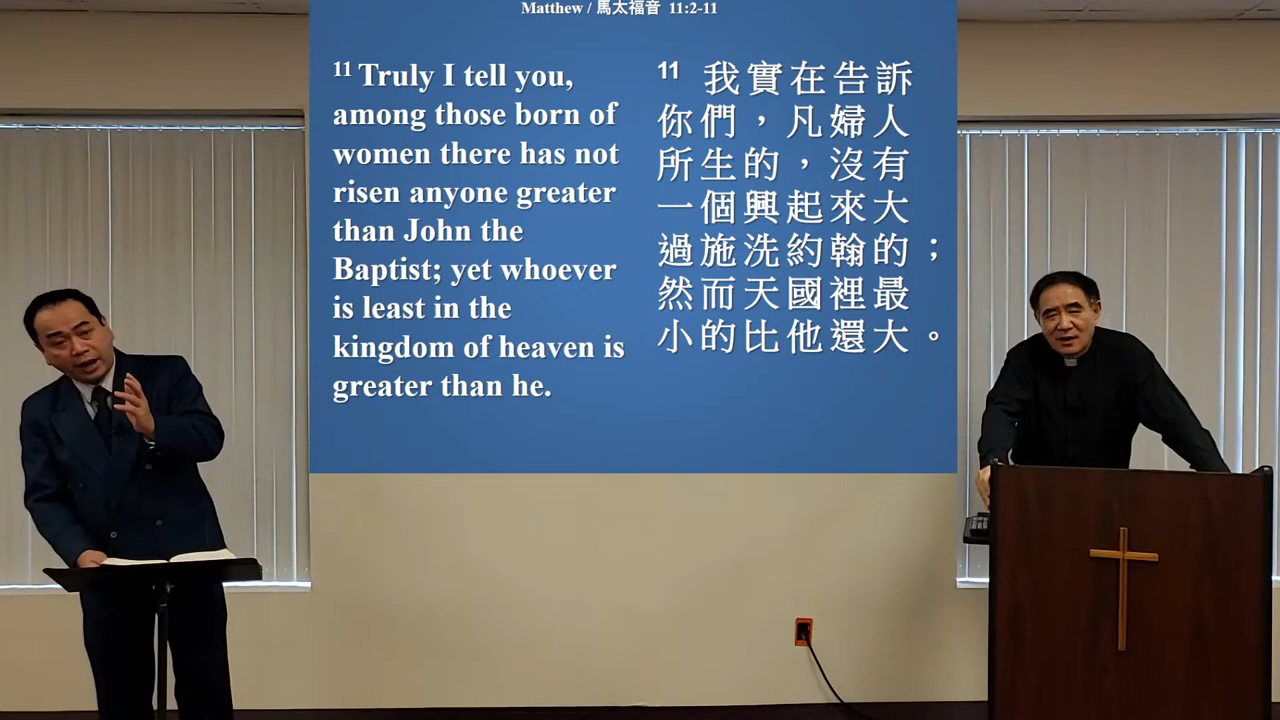 Matthew / 馬太福音 11:2-11
11 Truly I tell you,
among those born of
women there has not
risen anyone greater
than John the
Baptist; yet whoever
is least in the
kingdom of heaven is
greater than he.
11 我實在告訴
你們，凡婦人
所生的，沒有
一個興起來大
過施洗約翰的；
然而天國裡最
小的比他還大。